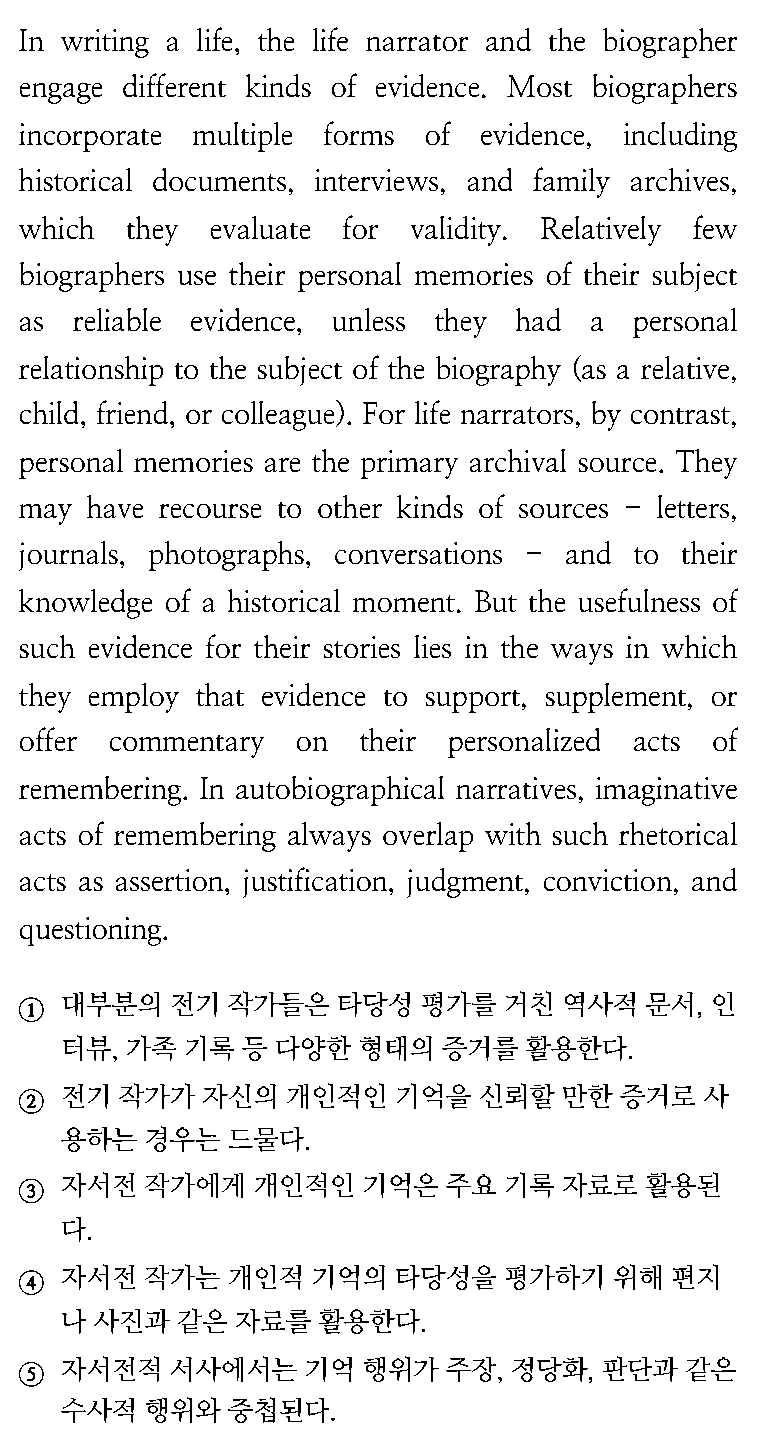 In writing a life, the life narrator and the biographer
engage different kinds of evidence. Most biographers
incorporate multiple forms of evidence, including
historical documents, interviews, and family archives,
which they evaluate for validity. Relatively few
biographers use their personal memories of their subject
as reliable evidence, unless they had a personal
relationship to the subject of the biography (as a relative,
child, friend, or colleague). For life narrators, by contrast,
personal memories are the primary archival source. They
may have recourse to other kinds of sources − letters,
journals, photographs, conversations − and to their
knowledge of a historical moment. But the usefulness of
such evidence for their stories lies in the ways in which
they employ that evidence to support, supplement, or
offer commentary on their personalized acts of
remembering. In autobiographical narratives, imaginative
acts of remembering always overlap with such rhetorical
acts as assertion, justification, judgment, conviction, and
questioning.
① 대부분의 전기 작가들은 타당성 평가를 거친 역사적 문서, 인
터뷰, 가족 기록 등 다양한 형태의 증거를 활용한다.
② 전기 작가가 자신의 개인적인 기억을 신뢰할 만한 증거로 사
용하는 경우는 드물다.
③ 자서전 작가에게 개인적인 기억은 주요 기록 자료로 활용된
다.
④ 자서전 작가는 개인적 기억의 타당성을 평가하기 위해 편지
나 사진과 같은 자료를 활용한다.
⑤ 자서전적 서사에서는 기억 행위가 주장, 정당화, 판단과 같은
수사적 행위와 중첩된다.